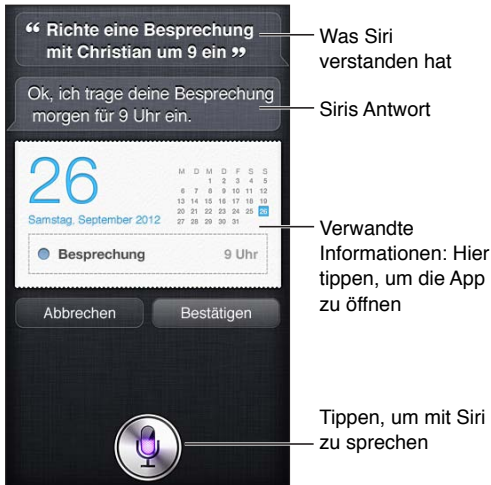 “ Richte eine Besprechung
mit Christian um 9 ein ”
Was Siri
verstanden hat
Ok, ich trage deine Besprechung
morgen für 9 Uhr ein.
Siris Antwort
26
Samstag, September 2012
M D M D F S S
1 2 3 4 5
6 7 8 9 10 11 12
13 14 15 16 17 18 19
20 21 22 23 24 25 26
27 28 29 30 31
Besprechung 9 Uhr
Verwandte
Informationen: Hier
tippen, um die App
zu öffnen
Abbrechen Bestätigen
Tippen, um mit Siri
zu sprechen